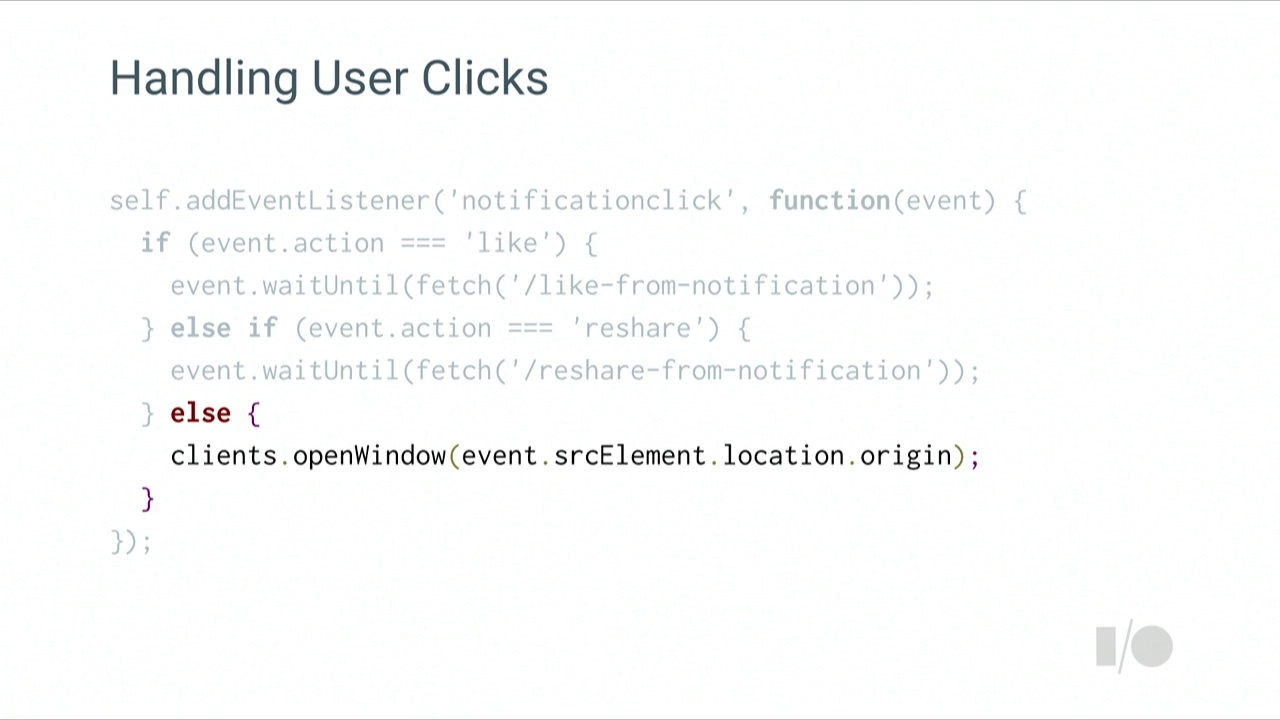 Handling User Clicks
self.addEventListener('notificationclick', function(event) {
  if (event.action === 'like') {
    event.waitUntil(fetch('/like-from-notification'));
  } else if (event.action === 'reshare') {
    event.waitUntil(fetch('/reshare-from-notification'));
  } else {
    clients.openWindow(event.srcElement.location.origin);
  }
});
I/O